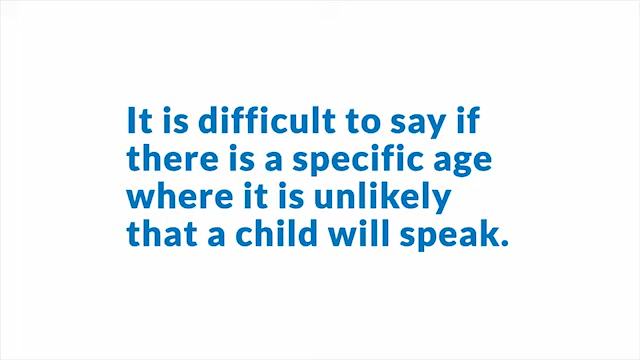 It is difficult to say if
there is a specific age
where it is unlikely
that a child will speak.